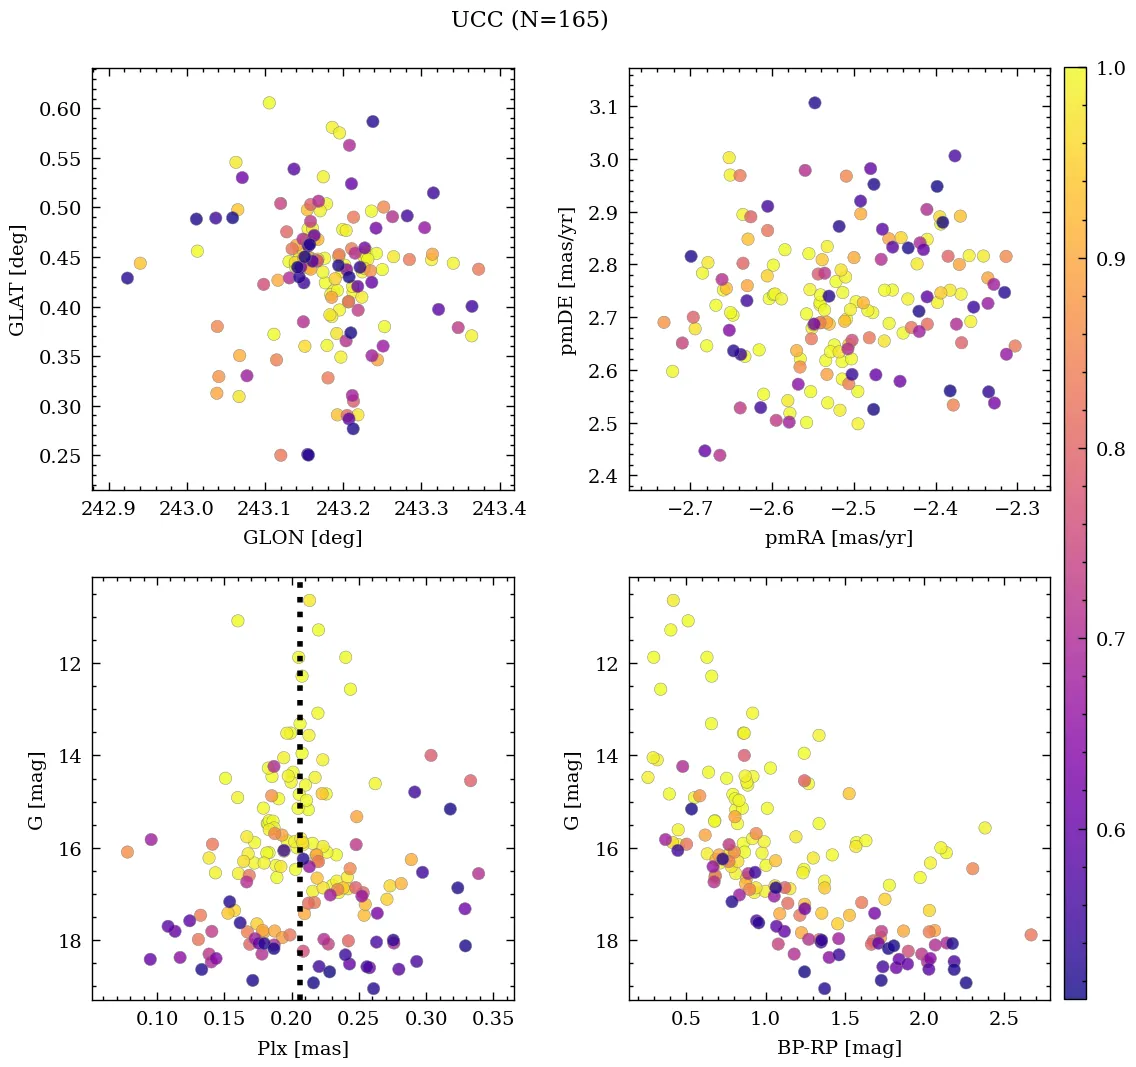 UCC (N=165)
0.60
0.55
0.50
0.45
0.40
0.35
0.30
0.25
GLAT [deg]
242.9 243.0 243.1 243.2 243.3 243.4
GLON [deg]
3.1
3.0
2.9
2.8
2.7
2.6
2.5
2.4
pmDE [mas/yr]
−2.7 −2.6 −2.5 −2.4 −2.3
pmRA [mas/yr]
12
14
16
18
G [mag]
0.10 0.15 0.20 0.25 0.30 0.35
Plx [mas]
12
14
16
18
G [mag]
0.5 1.0 1.5 2.0 2.5
BP-RP [mag]
1.0
0.9
0.8
0.7
0.6